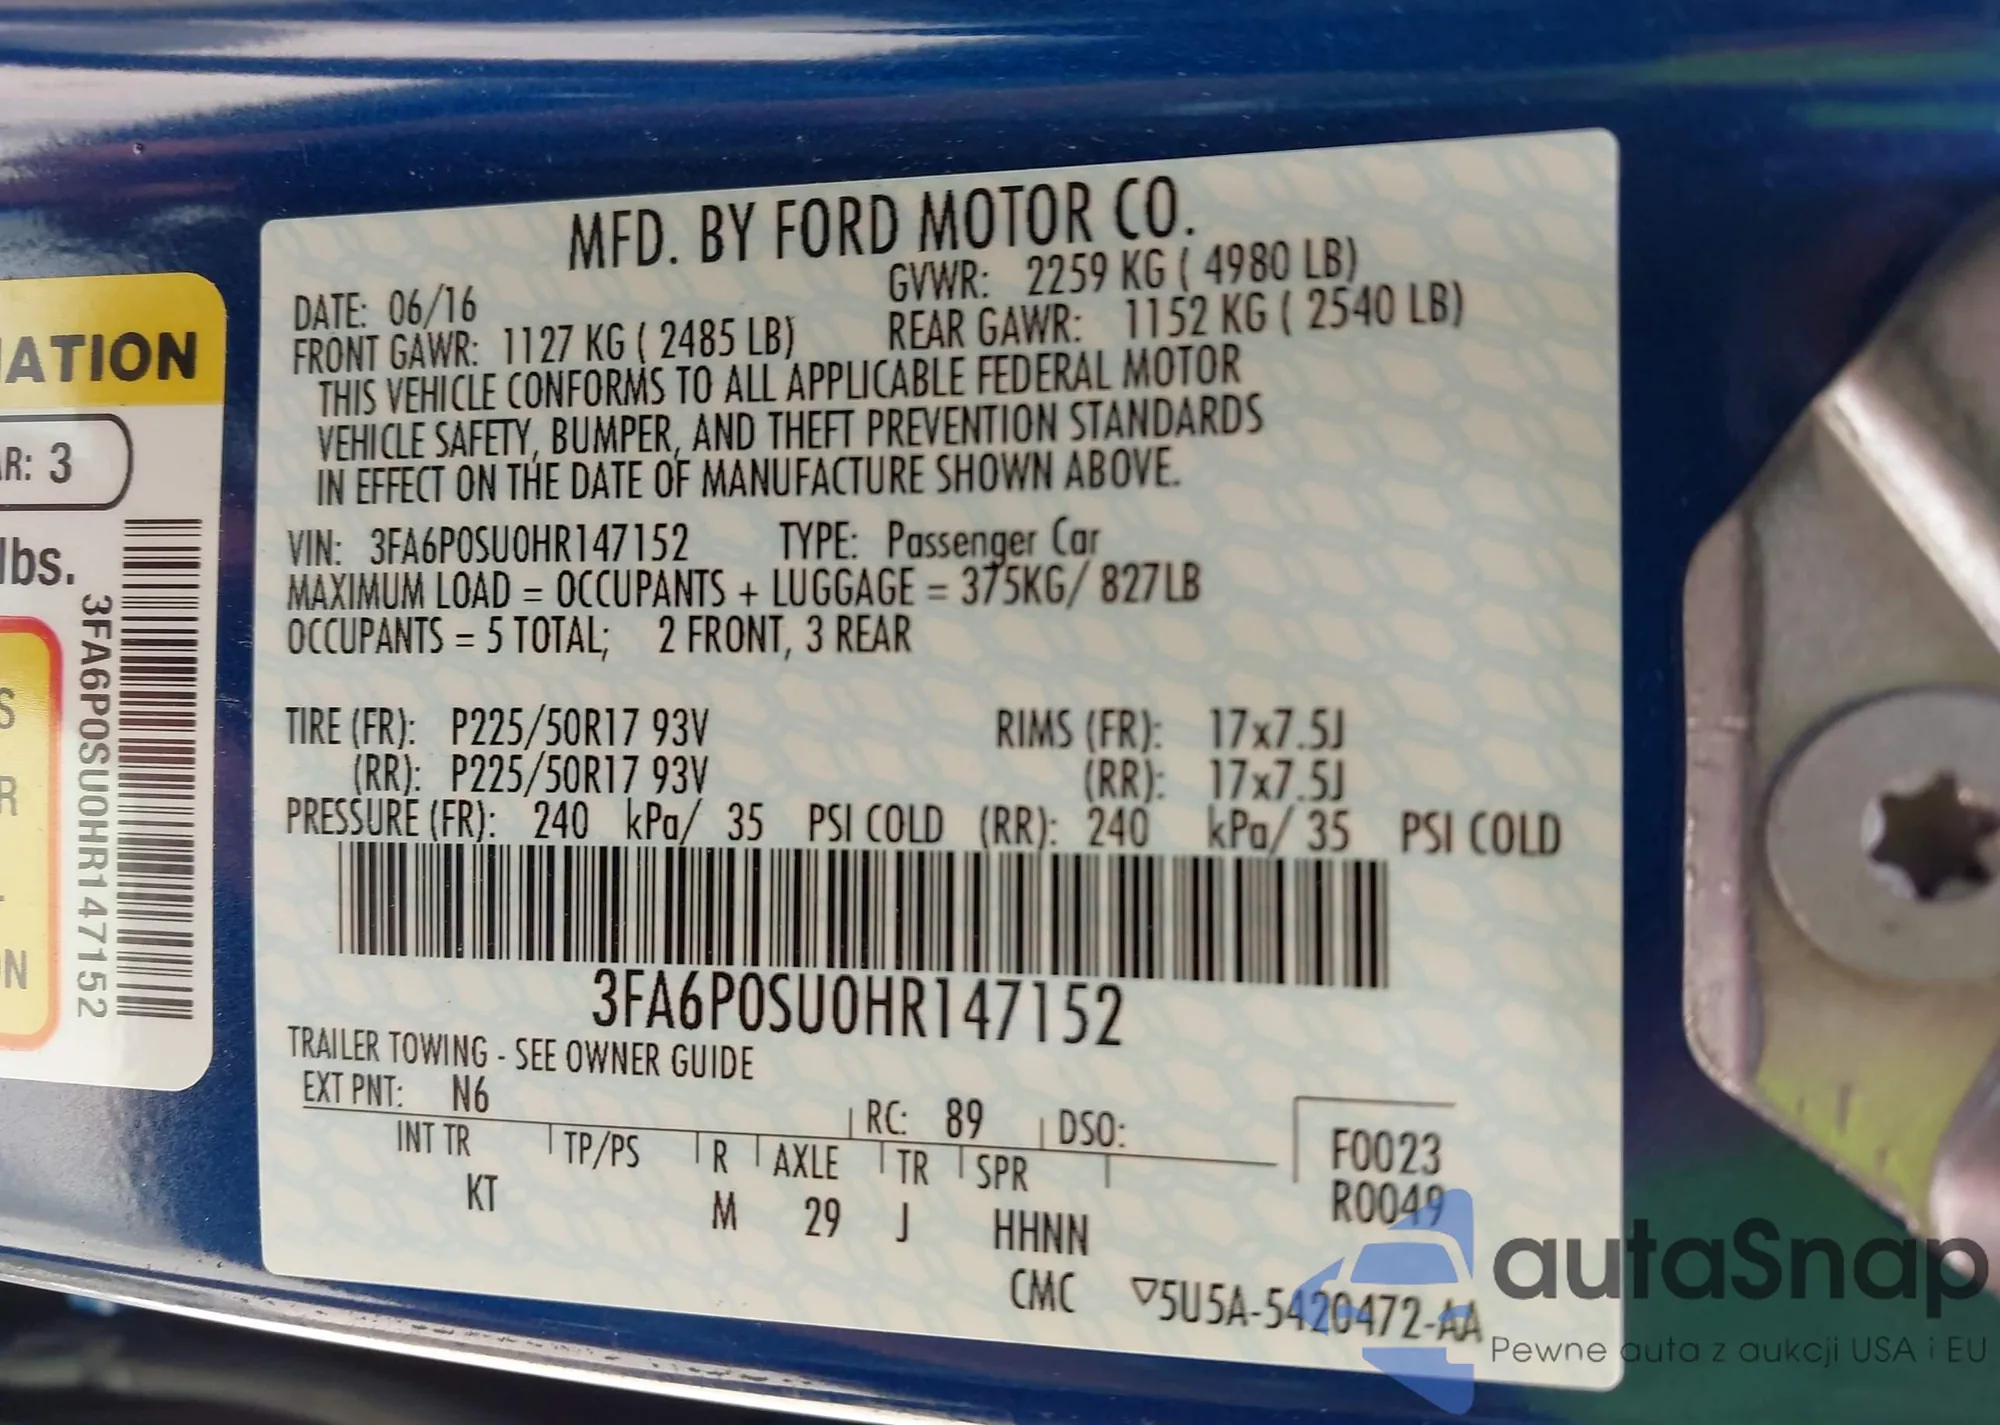 MFD. BY FORD MOTOR CO.
DATE: 06/16
GVWR: 2259 KG ( 4980 LB)
FRONT GAWR: 1127 KG ( 2485 LB)
REAR GAWR: 1152 KG ( 2540 LB)
THIS VEHICLE CONFORMS TO ALL APPLICABLE FEDERAL MOTOR
VEHICLE SAFETY, BUMPER, AND THEFT PREVENTION STANDARDS
IN EFFECT ON THE DATE OF MANUFACTURE SHOWN ABOVE.
VIN: 3FA6P0SU0HR147152 TYPE: Passenger Car
MAXIMUM LOAD = OCCUPANTS + LUGGAGE = 375KG/ 827LB
OCCUPANTS = 5 TOTAL; 2 FRONT, 3 REAR
TIRE (FR): P225/50R17 93V RIMS (FR): 17x7.5J
(RR): P225/50R17 93V (RR): 17x7.5J
PRESSURE (FR): 240 kPa/ 35 PSI COLD (RR): 240 kPa/ 35 PSI COLD
3FA6P0SU0HR147152
TRAILER TOWING - SEE OWNER GUIDE
EXT PNT: N6 RC: 89 DSO:
INT TR TP/PS R AXLE TR SPR
KT M 29 J HHNN
F0023
R0049
CMC ▽5U5A-5420472-AA
ATION
R: 3
lbs.
3FA6P0SU0HR147152
S
R
N
autaSnap
Pewne auta z aukcji USA i EU